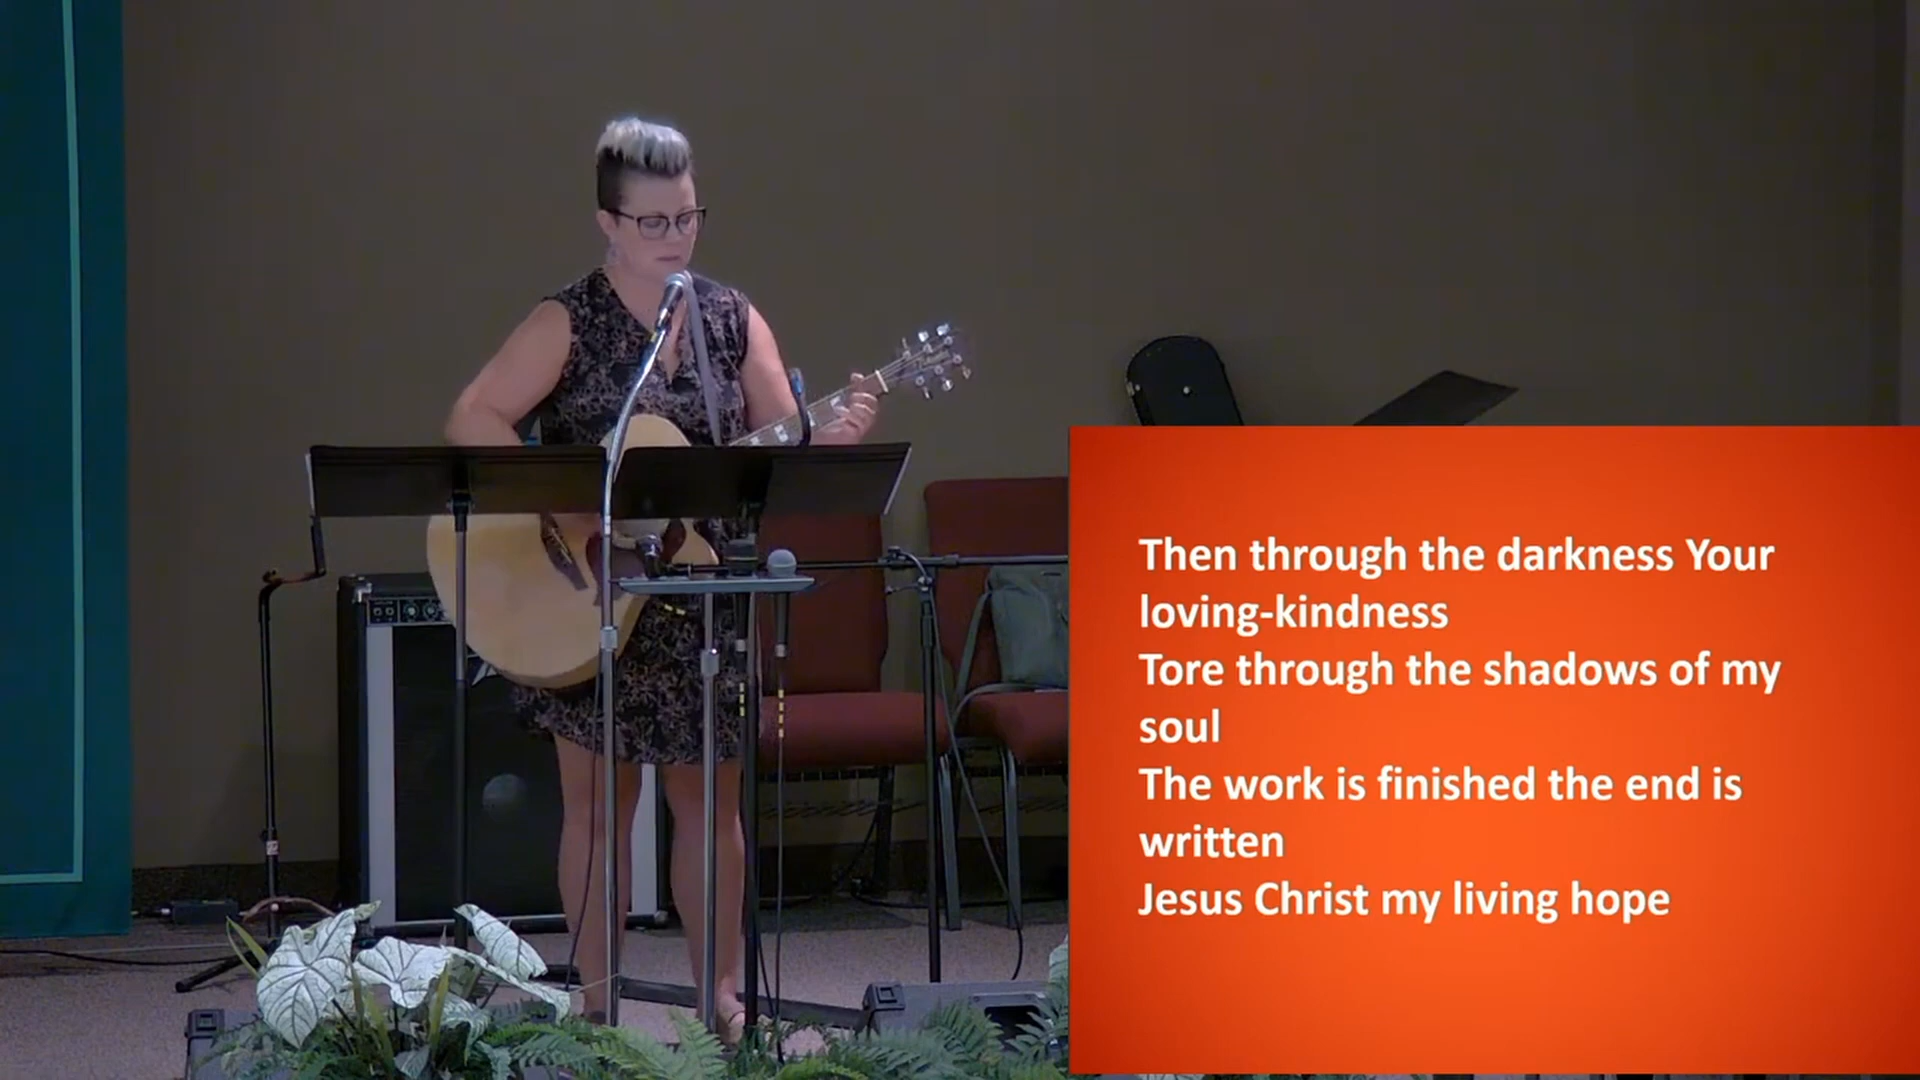 Then through the darkness Your
loving-kindness
Tore through the shadows of my
soul
The work is finished the end is
written
Jesus Christ my living hope